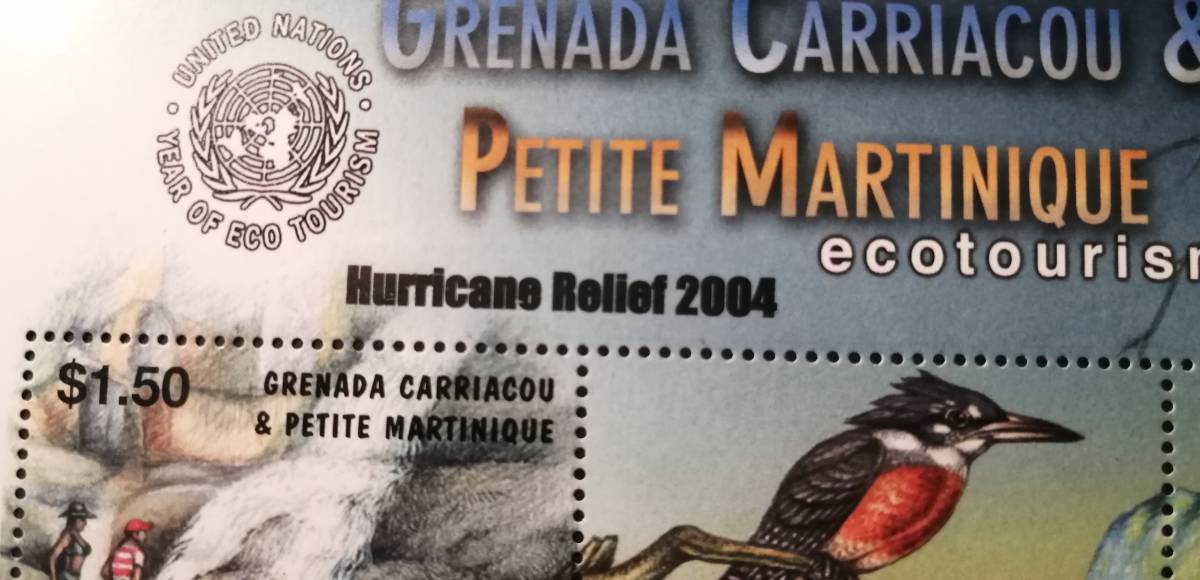 UNITED NATIONS
YEAR OF ECO TOURISM
GRENADA CARRIACOU &
PETITE MARTINIQUE
ecotourism
Hurricane Relief 2004
$1.50
GRENADA CARRIACOU
& PETITE MARTINIQUE